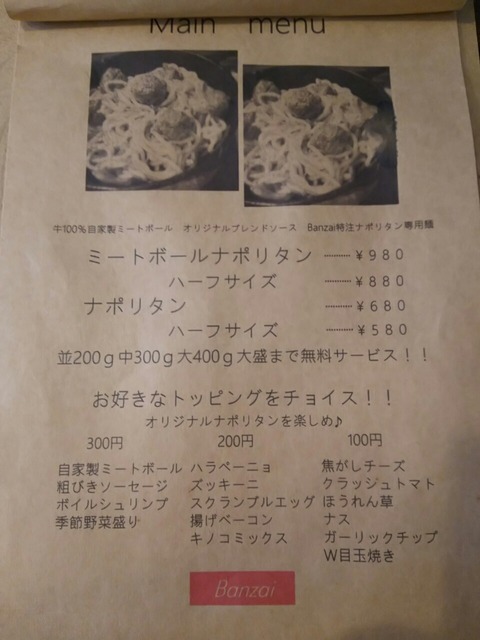 Main menu
牛100%自家製ミートボール オリジナルブレンドソース Banzai特注ナポリタン専用麺
ミートボールナポリタン ………¥980
ハーフサイズ ………¥880
ナポリタン ………¥680
ハーフサイズ ………¥580
並200g中300g大400g大盛まで無料サービス!!
お好きなトッピングをチョイス!!
オリジナルナポリタンを楽しめ♪
300円 200円 100円
自家製ミートボール ハラペーニョ 焦がしチーズ
粗びきソーセージ ズッキーニ クラッシュトマト
ボイルシュリンプ スクランブルエッグ ほうれん草
季節野菜盛り 揚げベーコン ナス
キノコミックス ガーリックチップ
W目玉焼き
Banzai